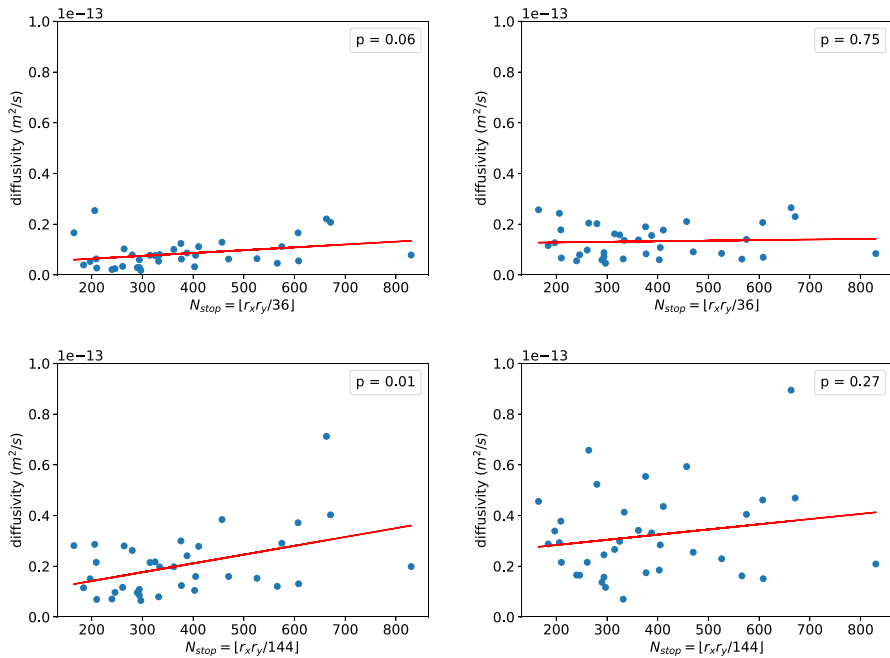 1e−13
p = 0.06
diffusivity (m²/s)
1.0
0.8
0.6
0.4
0.2
0.0
200 300 400 500 600 700 800
N_stop = ⌊r_x r_y/36⌋
1e−13
p = 0.75
diffusivity (m²/s)
1.0
0.8
0.6
0.4
0.2
0.0
200 300 400 500 600 700 800
N_stop = ⌊r_x r_y/36⌋
1e−13
p = 0.01
diffusivity (m²/s)
1.0
0.8
0.6
0.4
0.2
0.0
200 300 400 500 600 700 800
N_stop = ⌊r_x r_y/144⌋
1e−13
p = 0.27
diffusivity (m²/s)
1.0
0.8
0.6
0.4
0.2
0.0
200 300 400 500 600 700 800
N_stop = ⌊r_x r_y/144⌋